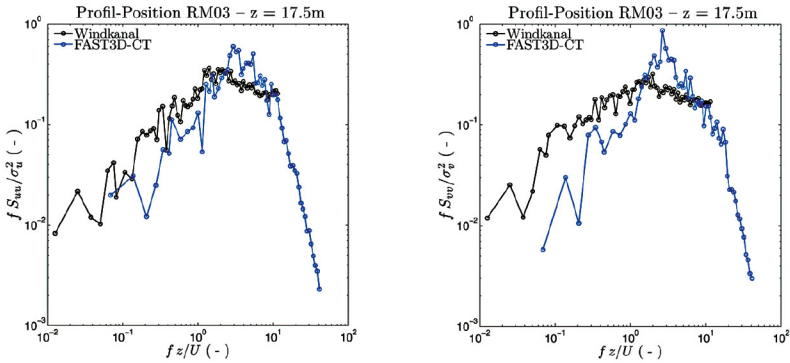 Profil-Position RM03 – z = 17.5m
10^0
Windkanal
FAST3D-CT
10^-1
f S_uu/σ_u^2 ( - )
10^-2
10^-3
10^-2 10^-1 10^0 10^1 10^2
f z/U ( - )
Profil-Position RM03 – z = 17.5m
10^0
Windkanal
FAST3D-CT
10^-1
f S_vv/σ_v^2 ( - )
10^-2
10^-3
10^-2 10^-1 10^0 10^1 10^2
f z/U ( - )